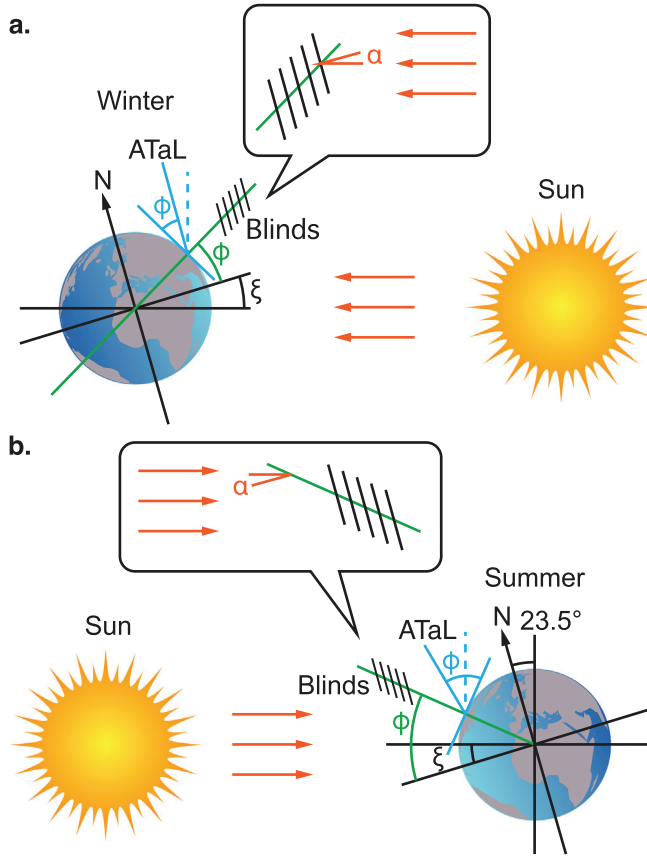 a.
α
Winter
ATaL
N
Sun
ϕ
Blinds
ϕ
ξ
b.
α
Summer
Sun
ATaL
N
23.5°
ϕ
Blinds
ϕ
ξ